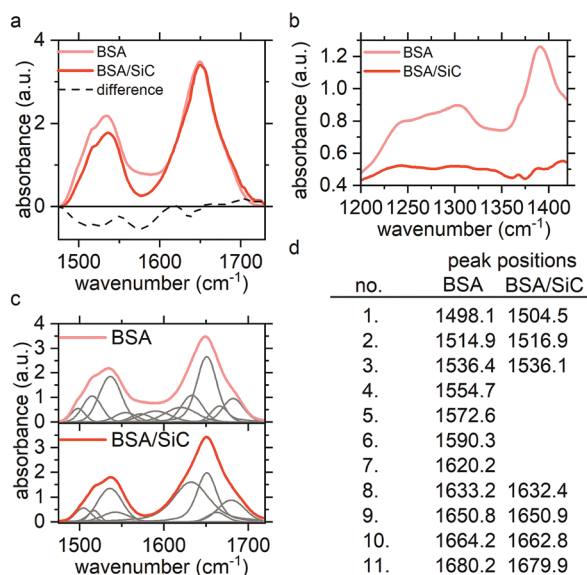 a
BSA
BSA/SiC
difference
absorbance (a.u.)
4
2
0
1500 1600 1700
wavenumber (cm-1)
b
BSA
BSA/SiC
absorbance (a.u.)
1.2
1.0
0.8
0.6
0.4
1200 1250 1300 1350 1400
wavenumber (cm-1)
c
BSA
absorbance (a.u.)
4
3
2
1
0
BSA/SiC
4
3
2
1
0
1500 1600 1700
wavenumber (cm-1)
d
peak positions
no. BSA BSA/SiC
1. 1498.1 1504.5
2. 1514.9 1516.9
3. 1536.4 1536.1
4. 1554.7
5. 1572.6
6. 1590.3
7. 1620.2
8. 1633.2 1632.4
9. 1650.8 1650.9
10. 1664.2 1662.8
11. 1680.2 1679.9